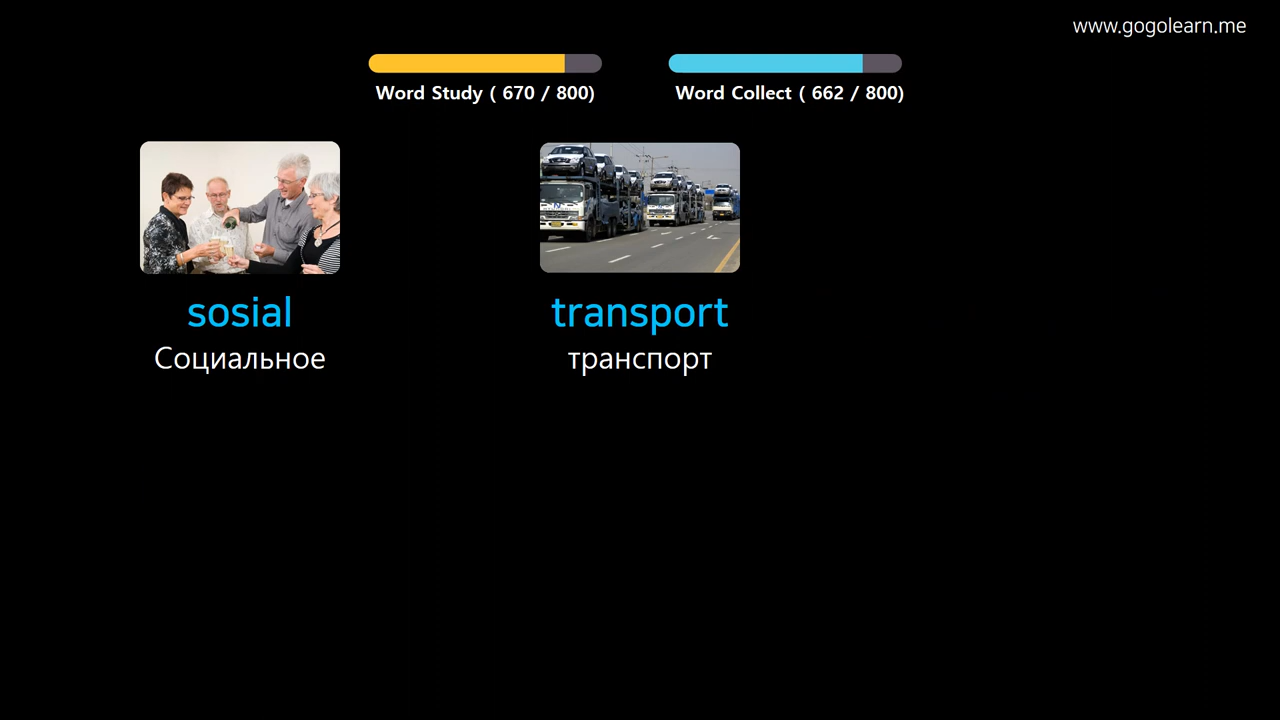 www.gogolearn.me
Word Study ( 670 / 800)
Word Collect ( 662 / 800)
sosial
Социальное
transport
транспорт